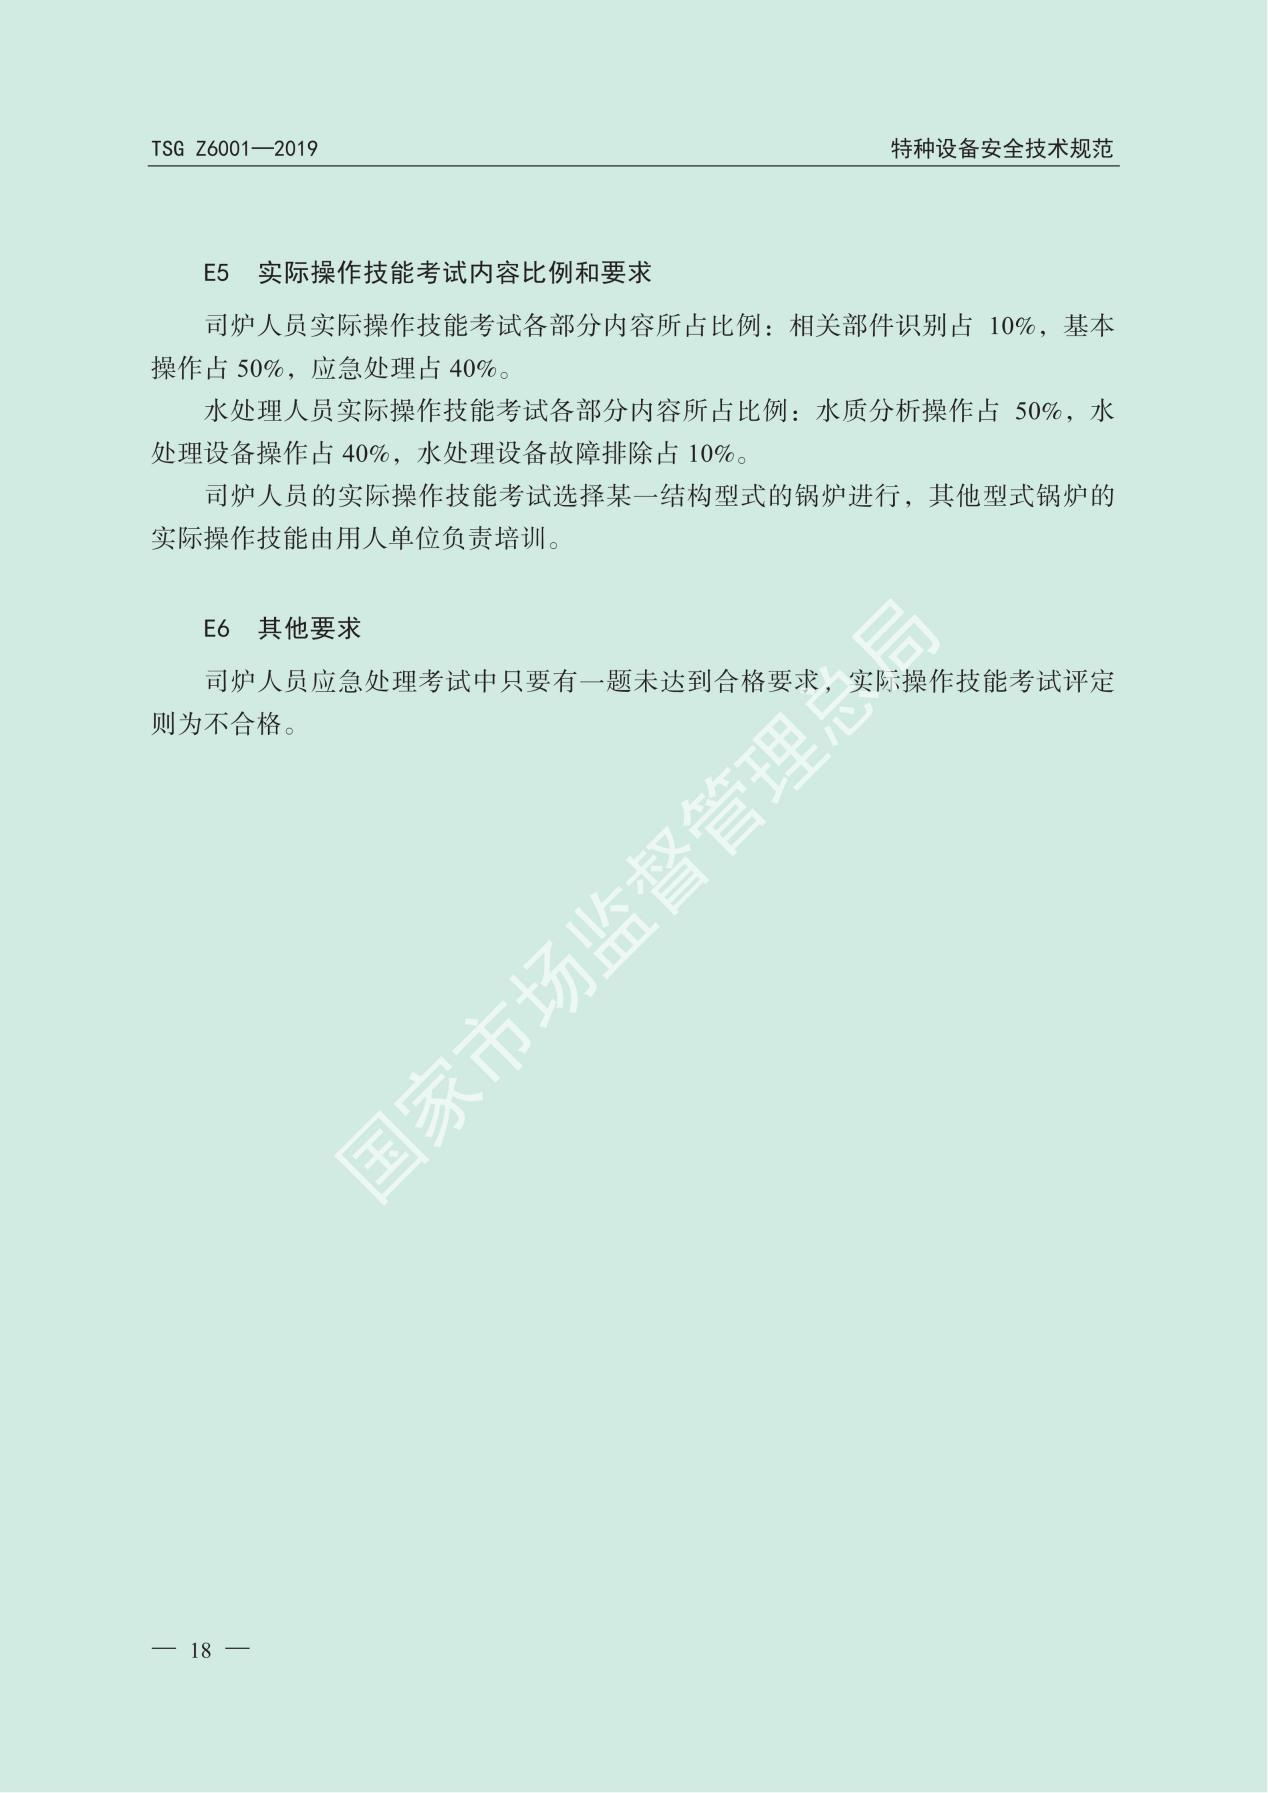 TSG Z6001—2019 特种设备安全技术规范
E5 实际操作技能考试内容比例和要求
司炉人员实际操作技能考试各部分内容所占比例：相关部件识别占 10%，基本
操作占 50%，应急处理占 40%。
水处理人员实际操作技能考试各部分内容所占比例：水质分析操作占 50%，水
处理设备操作占 40%，水处理设备故障排除占 10%。
司炉人员的实际操作技能考试选择某一结构型式的锅炉进行，其他型式锅炉的
实际操作技能由用人单位负责培训。
E6 其他要求
司炉人员应急处理考试中只要有一题未达到合格要求，实际操作技能考试评定
则为不合格。
国家市场监督管理总局
— 18 —